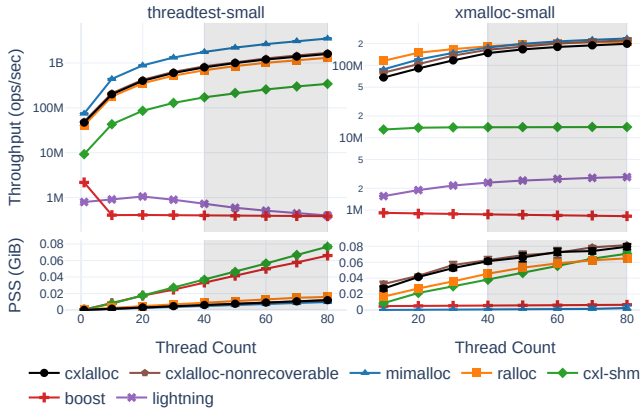 threadtest-small
xmalloc-small
Throughput (ops/sec)
1B
100M
10M
1M
2
100M
5
2
10M
5
2
1M
PSS (GiB)
0.08
0.06
0.04
0.02
0
0.08
0.06
0.04
0.02
0
0 20 40 60 80
20 40 60 80
Thread Count
Thread Count
cxlalloc cxlalloc-nonrecoverable mimalloc ralloc cxl-shm
boost lightning